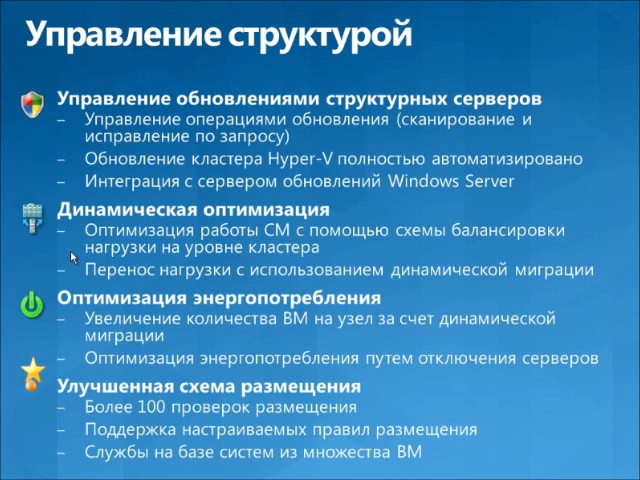 Управление структурой
Управление обновлениями структурных серверов
– Управление операциями обновления (сканирование и
исправление по запросу)
– Обновление кластера Hyper-V полностью автоматизировано
– Интеграция с сервером обновлений Windows Server
Динамическая оптимизация
– Оптимизация работы СМ с помощью схемы балансировки
нагрузки на уровне кластера
– Перенос нагрузки с использованием динамической миграции
Оптимизация энергопотребления
– Увеличение количества ВМ на узел за счет динамической
миграции
– Оптимизация энергопотребления путем отключения серверов
Улучшенная схема размещения
– Более 100 проверок размещения
– Поддержка настраиваемых правил размещения
– Службы на базе систем из множества ВМ